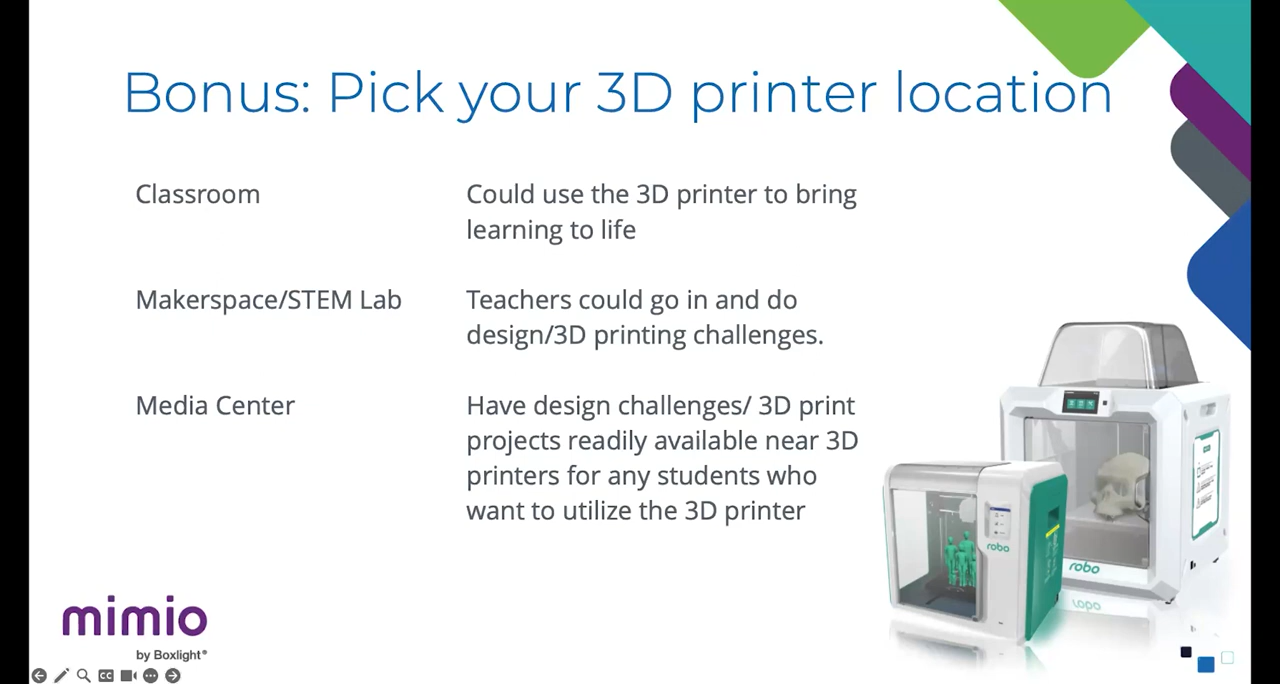 Bonus: Pick your 3D printer location
Classroom
Could use the 3D printer to bring
learning to life
Makerspace/STEM Lab
Teachers could go in and do
design/3D printing challenges.
Media Center
Have design challenges/ 3D print
projects readily available near 3D
printers for any students who
want to utilize the 3D printer
robo
robo
mimio
by Boxlight®
CC